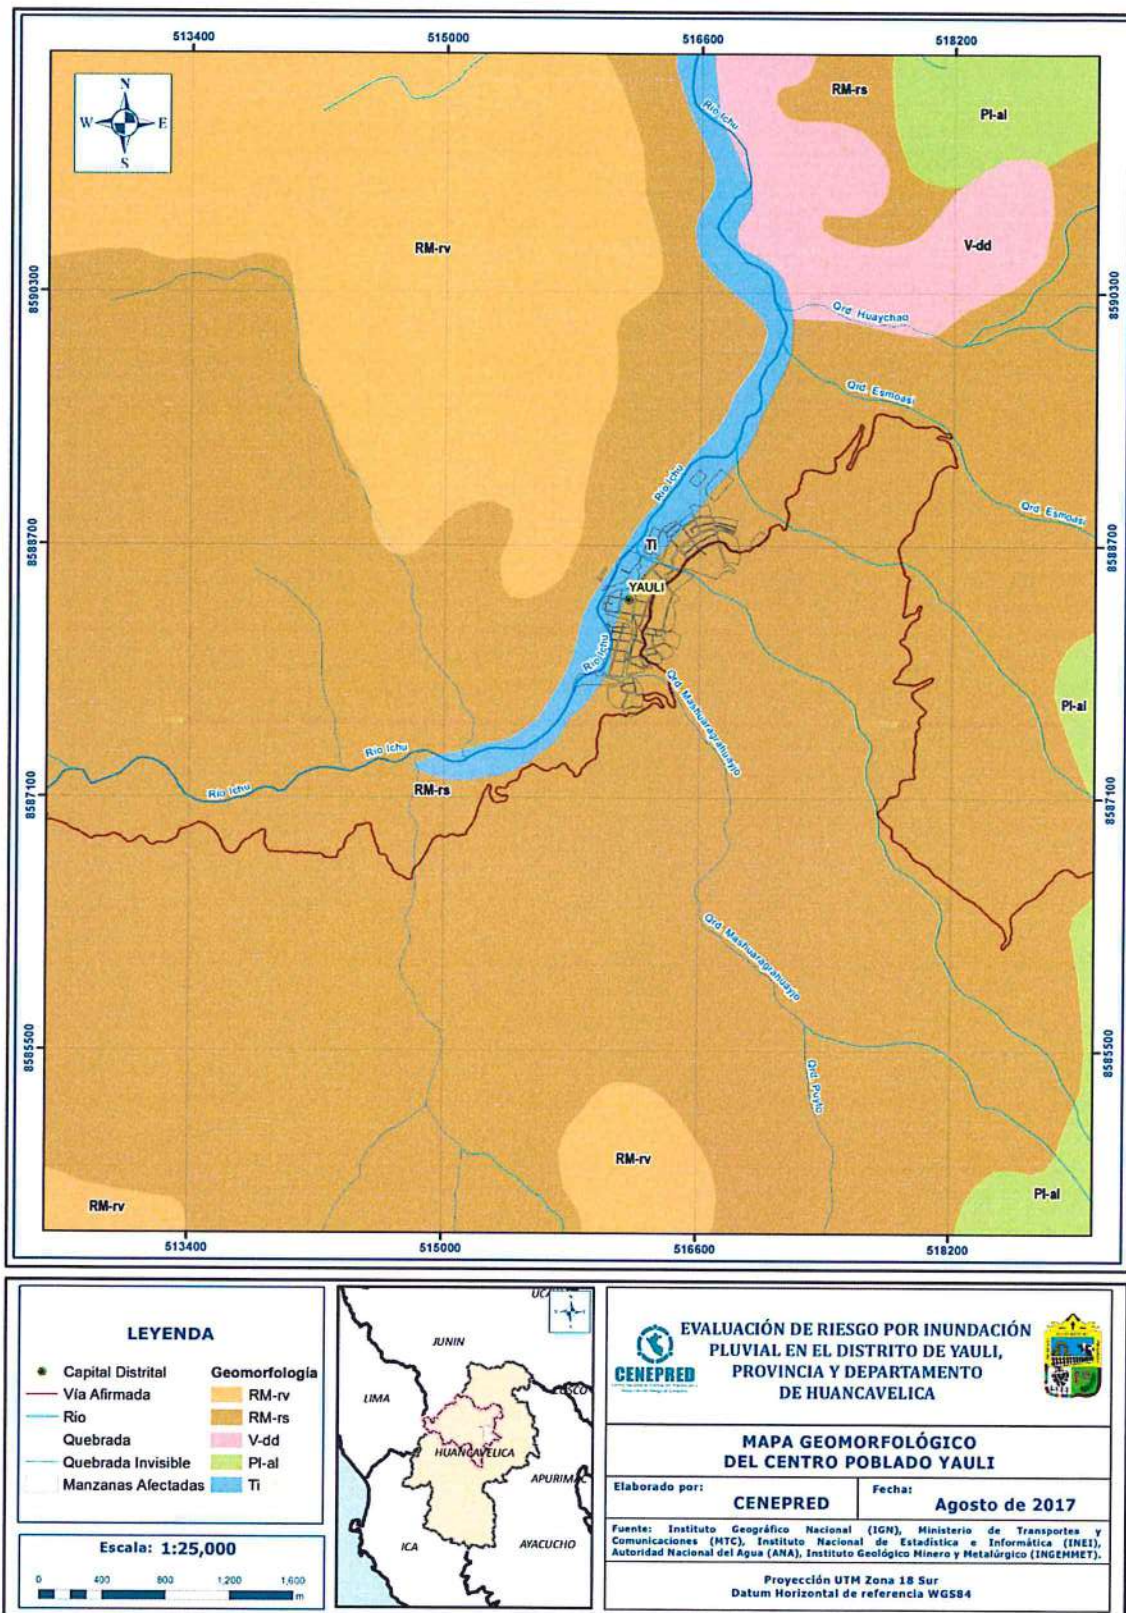 513400
515000
516600
518200
N
W
E
S
Rio Ichu
RM-rs
Pl-al
RM-rv
V-dd
8590300
8590300
Qrd Huaychao
Qrd Esmoasi
Rio Ichu
Qrd Esmoasi
8588700
8588700
Ti
YAULI
Rio Ichu
Qrd Mashuaragrahuayjo
Pl-al
Rio Ichu
Rio Ichu
RM-rs
8587100
8587100
Qrd Mashuaragrahuayjo
8585500
8585500
Qrd Puyto
RM-rv
RM-rv
Pl-al
513400
515000
516600
518200
LEYENDA
Capital Distrital
Vía Afirmada
Rio
Quebrada
Quebrada Invisible
Manzanas Afectadas
Geomorfología
RM-rv
RM-rs
V-dd
Pl-al
Ti
Escala: 1:25,000
0
400
800
1,200
1,600
m
JUNIN
LIMA
CUSCO
HUANCAVELICA
APURIMAC
ICA
AYACUCHO
CENEPRED
EVALUACIÓN DE RIESGO POR INUNDACIÓN
PLUVIAL EN EL DISTRITO DE YAULI,
PROVINCIA Y DEPARTAMENTO
DE HUANCAVELICA
MAPA GEOMORFOLÓGICO
DEL CENTRO POBLADO YAULI
Elaborado por:
CENEPRED
Fecha:
Agosto de 2017
Fuente: Instituto Geográfico Nacional (IGN), Ministerio de Transportes y
Comunicaciones (MTC), Instituto Nacional de Estadística e Informática (INEI),
Autoridad Nacional del Agua (ANA), Instituto Geológico Minero y Metalúrgico (INGEMMET).
Proyección UTM Zona 18 Sur
Datum Horizontal de referencia WGS84